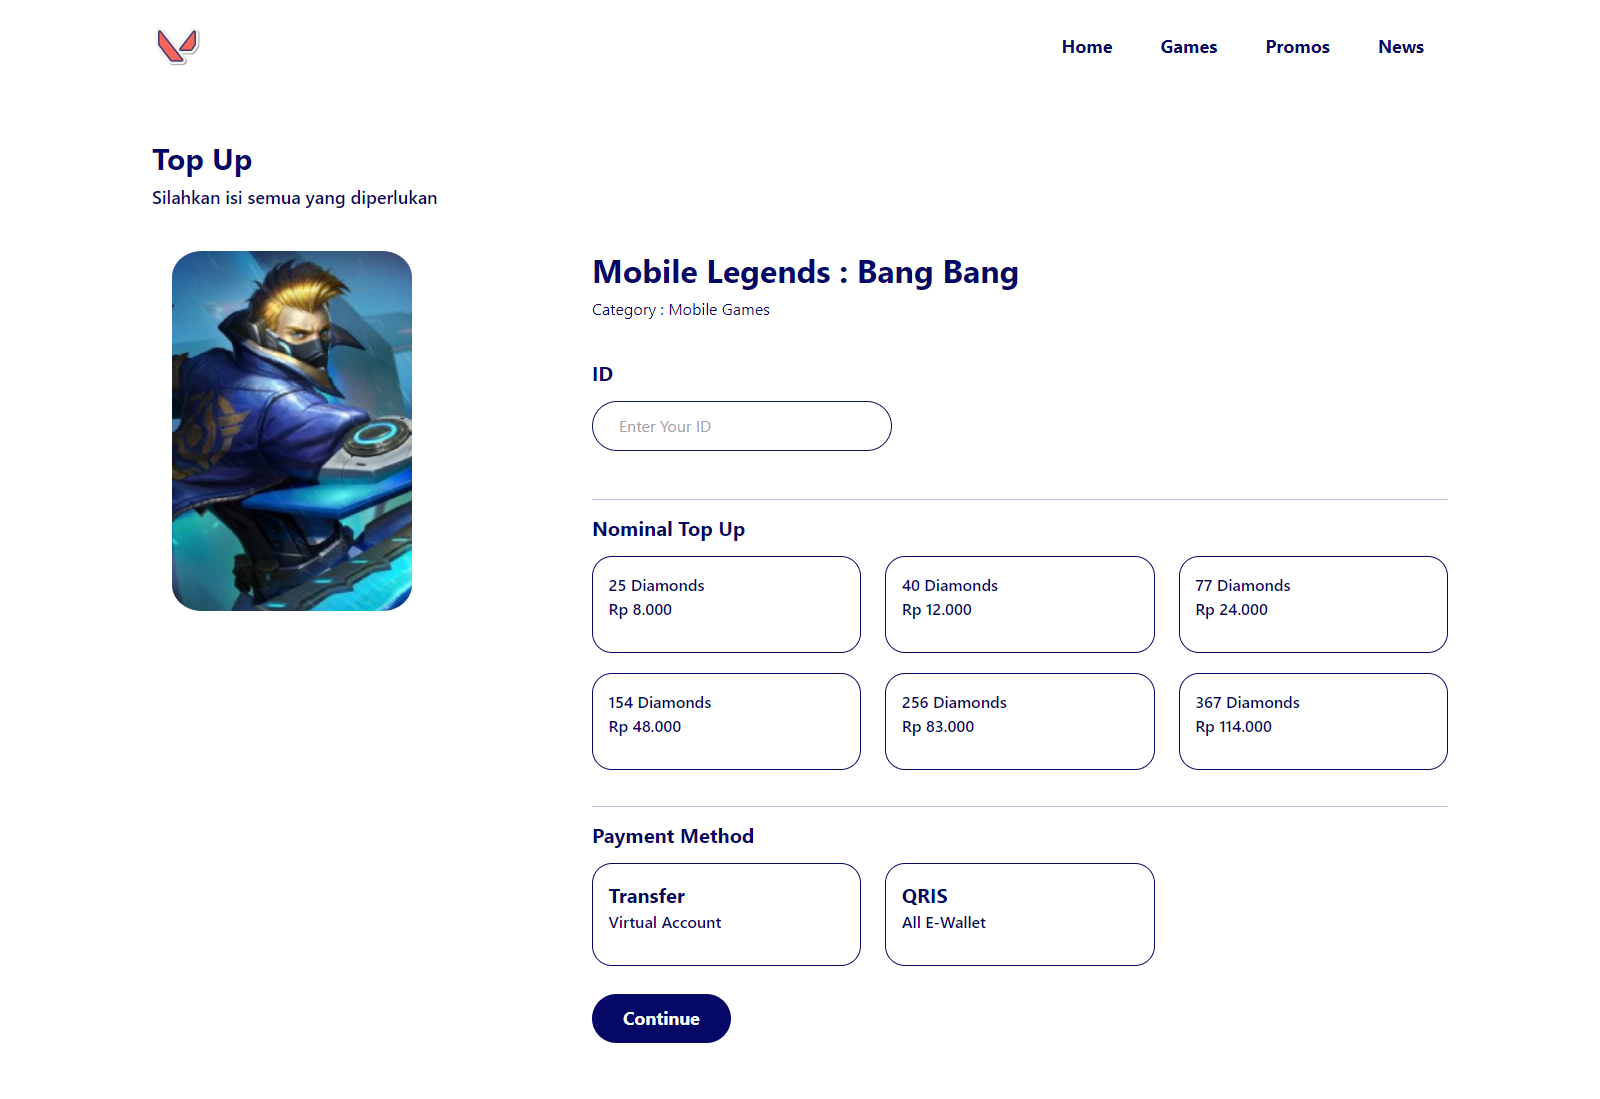 Home Games Promos News
Top Up
Silahkan isi semua yang diperlukan
Mobile Legends : Bang Bang
Category : Mobile Games
ID
Enter Your ID
Nominal Top Up
25 Diamonds
Rp 8.000
40 Diamonds
Rp 12.000
77 Diamonds
Rp 24.000
154 Diamonds
Rp 48.000
256 Diamonds
Rp 83.000
367 Diamonds
Rp 114.000
Payment Method
Transfer
Virtual Account
QRIS
All E-Wallet
Continue